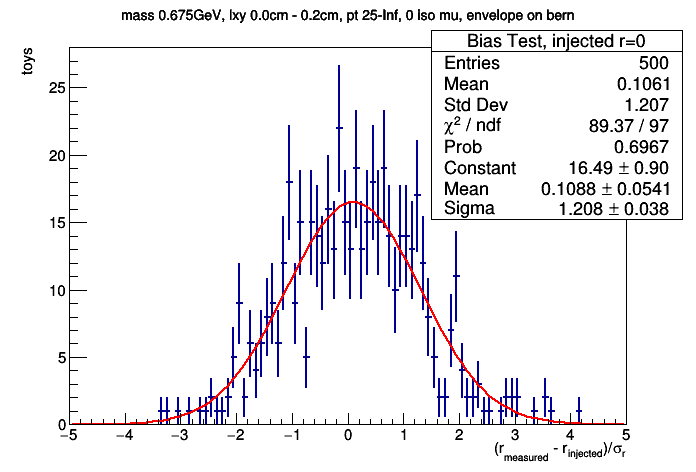 mass 0.675GeV, lxy 0.0cm - 0.2cm, pt 25-Inf, 0 Iso mu, envelope on bern
Bias Test, injected r=0
Entries 500
Mean 0.1061
Std Dev 1.207
χ² / ndf 89.37 / 97
Prob 0.6967
Constant 16.49 ± 0.90
Mean 0.1088 ± 0.0541
Sigma 1.208 ± 0.038
toys
25
20
15
10
5
0
−5 −4 −3 −2 −1 0 1 2 3 4 5
(r_measured - r_injected)/σ_r